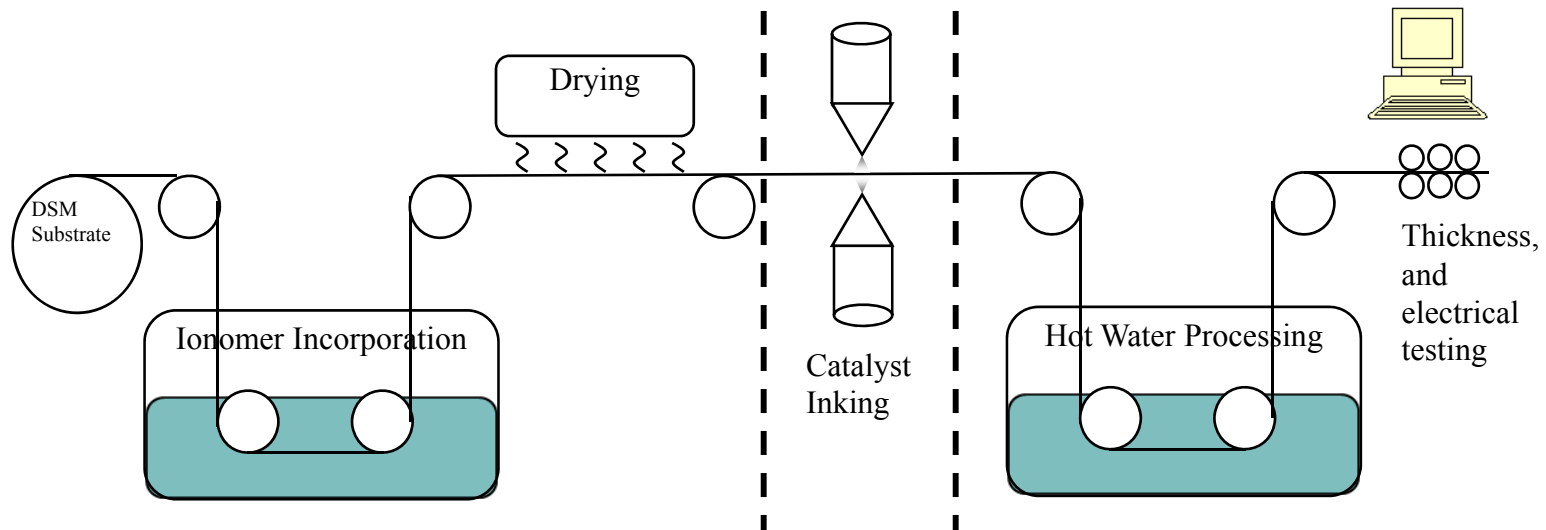 DSM
Substrate
Ionomer Incorporation
Drying
Catalyst
Inking
Hot Water Processing
Thickness,
and
electrical
testing